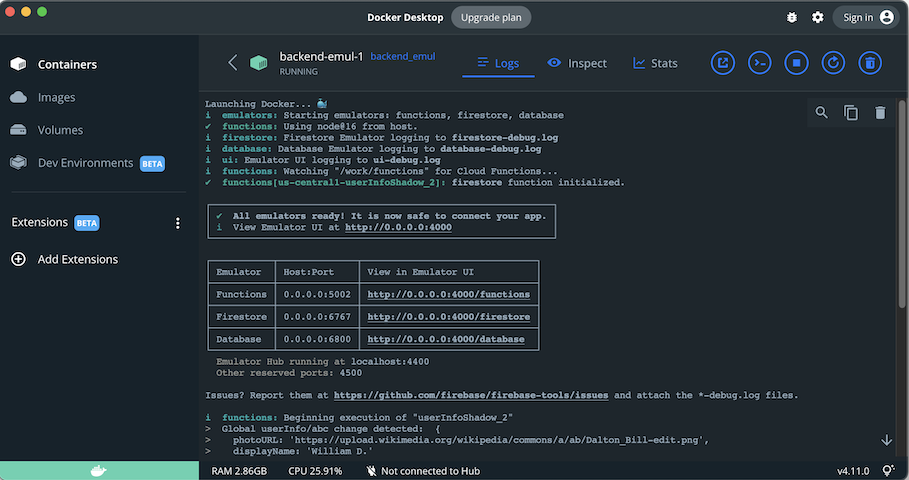 Docker Desktop
Upgrade plan
Sign in
Containers
Images
Volumes
Dev Environments BETA
Extensions BETA
Add Extensions
backend-emul-1 backend_emul
RUNNING
Logs
Inspect
Stats
Launching Docker...
i emulators: Starting emulators: functions, firestore, database
✔ functions: Using node@16 from host.
i firestore: Firestore Emulator logging to firestore-debug.log
i database: Database Emulator logging to database-debug.log
i ui: Emulator UI logging to ui-debug.log
i functions: Watching "/work/functions" for Cloud Functions...
✔ functions[us-central1-userInfoShadow_2]: firestore function initialized.
✔ All emulators ready! It is now safe to connect your app.
i View Emulator UI at http://0.0.0.0:4000
Emulator Host:Port View in Emulator UI
Functions 0.0.0.0:5002 http://0.0.0.0:4000/functions
Firestore 0.0.0.0:6767 http://0.0.0.0:4000/firestore
Database 0.0.0.0:6800 http://0.0.0.0:4000/database
Emulator Hub running at localhost:4400
Other reserved ports: 4500
Issues? Report them at https://github.com/firebase/firebase-tools/issues and attach the *-debug.log files.
i functions: Beginning execution of "userInfoShadow_2"
> Global userInfo/abc change detected: {
> photoURL: 'https://upload.wikimedia.org/wikipedia/commons/a/ab/Dalton_Bill-edit.png',
> displayName: 'William D.'
RAM 2.86GB CPU 25.91% Not connected to Hub
v4.11.0